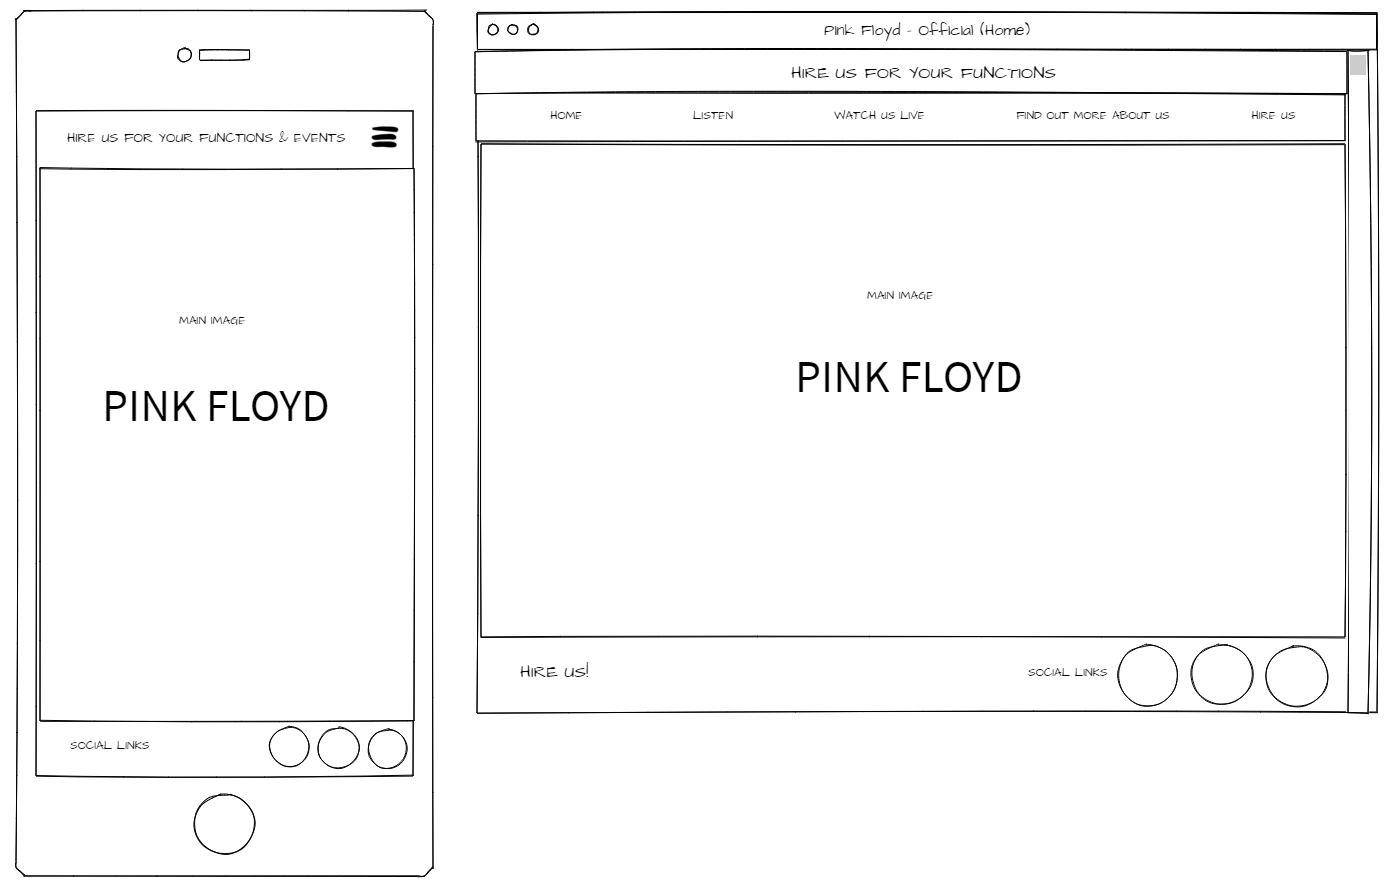 HIRE US FOR YOUR FUNCTIONS & EVENTS
MAIN IMAGE
PINK FLOYD
SOCIAL LINKS
Pink Floyd - Official (Home)
HIRE US FOR YOUR FUNCTIONS
HOME LISTEN WATCH US LIVE FIND OUT MORE ABOUT US HIRE US
MAIN IMAGE
PINK FLOYD
HIRE US! SOCIAL LINKS